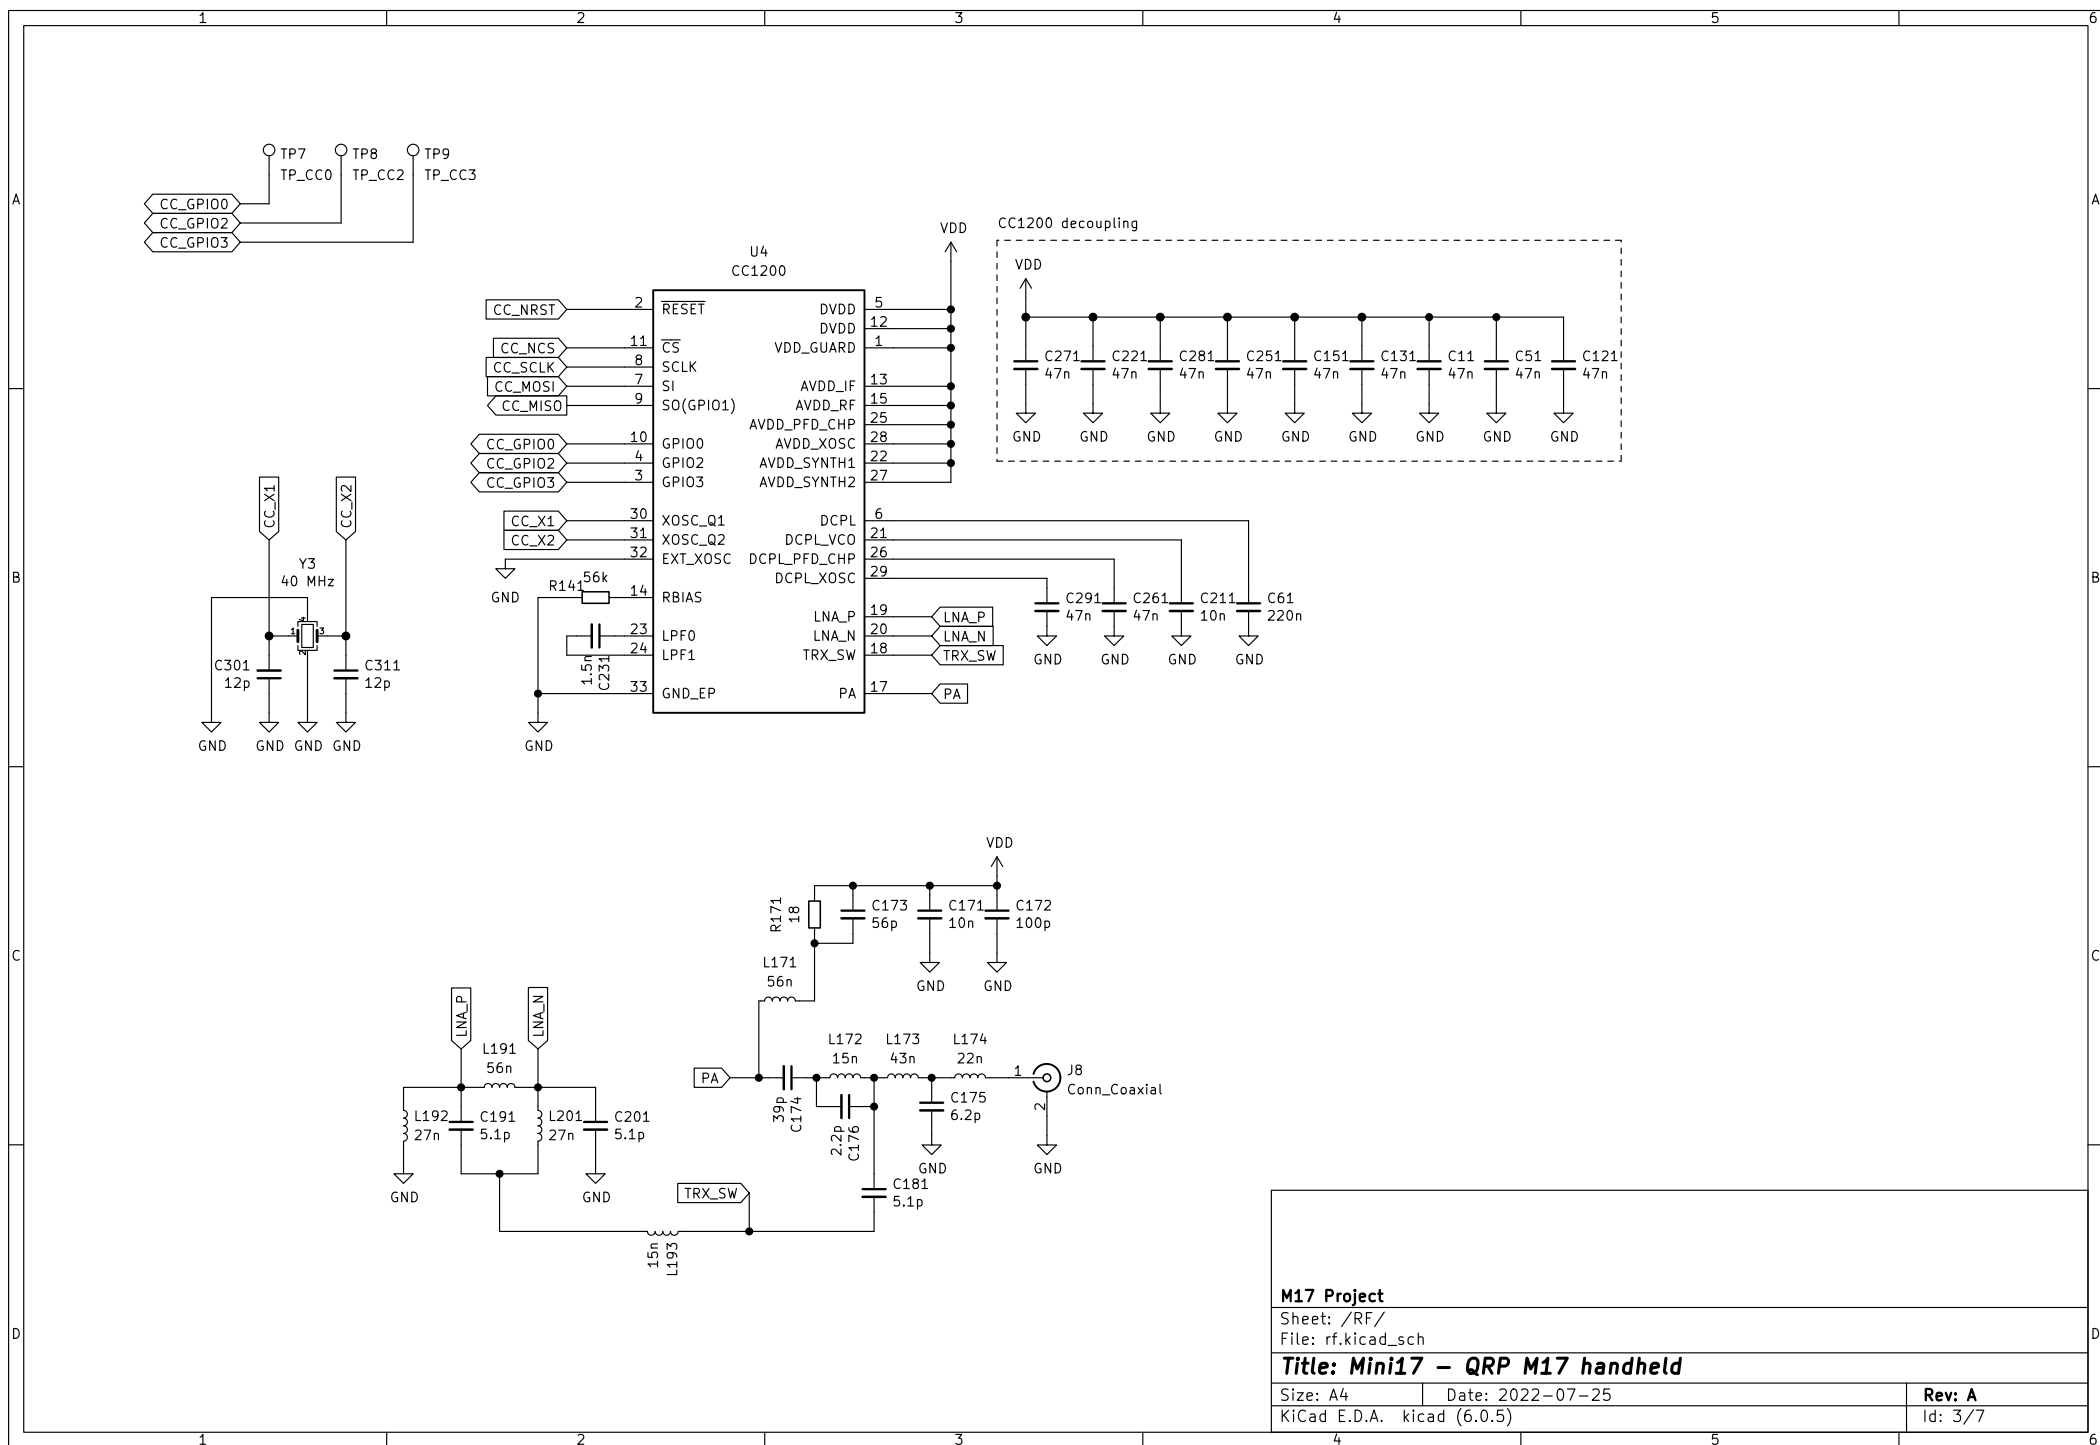 1 2 3 4 5 6
A A
TP7 TP8 TP9
TP_CC0 TP_CC2 TP_CC3
CC_GPIO0
CC_GPIO2
CC_GPIO3
U4
CC1200
VDD
CC_NRST 2 RESET
CC_NCS 11 CS
CC_SCLK 8 SCLK
CC_MOSI 7 SI
CC_MISO 9 SO(GPIO1)
CC_GPIO0 10 GPIO0
CC_GPIO2 4 GPIO2
CC_GPIO3 3 GPIO3
CC_X1 30 XOSC_Q1
CC_X2 31 XOSC_Q2
32 EXT_XOSC
GND
R141 56k
14 RBIAS
23 LPF0
24 LPF1
1.5n
C231
33 GND_EP
GND
DVDD 5
DVDD 12
VDD_GUARD 1
AVDD_IF 13
AVDD_RF 15
AVDD_PFD_CHP 25
AVDD_XOSC 28
AVDD_SYNTH1 22
AVDD_SYNTH2 27
DCPL 6
DCPL_VCO 21
DCPL_PFD_CHP 26
DCPL_XOSC 29
LNA_P 19 LNA_P
LNA_N 20 LNA_N
TRX_SW 18 TRX_SW
PA 17 PA
CC1200 decoupling
VDD
C271 C221 C281 C251 C151 C131 C11 C51 C121
47n 47n 47n 47n 47n 47n 47n 47n 47n
GND GND GND GND GND GND GND GND GND
C291 C261 C211 C61
47n 47n 10n 220n
GND GND GND GND
B B
CC_X1
CC_X2
Y3
40 MHz
4
1 3
2
C301 C311
12p 12p
GND GND GND GND
C C
VDD
R171
18
C173 C171 C172
56p 10n 100p
GND GND
L171
56n
LNA_P
LNA_N
L191
56n
L192 C191 L201 C201
27n 5.1p 27n 5.1p
GND GND
PA
39p
C174
L172 L173 L174
15n 43n 22n
2.2p
C176
C175
6.2p
GND
1 J8
Conn_Coaxial
2
GND
C181
5.1p
TRX_SW
15n
L193
D D
M17 Project
Sheet: /RF/
File: rf.kicad_sch
Title: Mini17 – QRP M17 handheld
Size: A4 Date: 2022-07-25 Rev: A
KiCad E.D.A. kicad (6.0.5) Id: 3/7
1 2 3 4 5 6